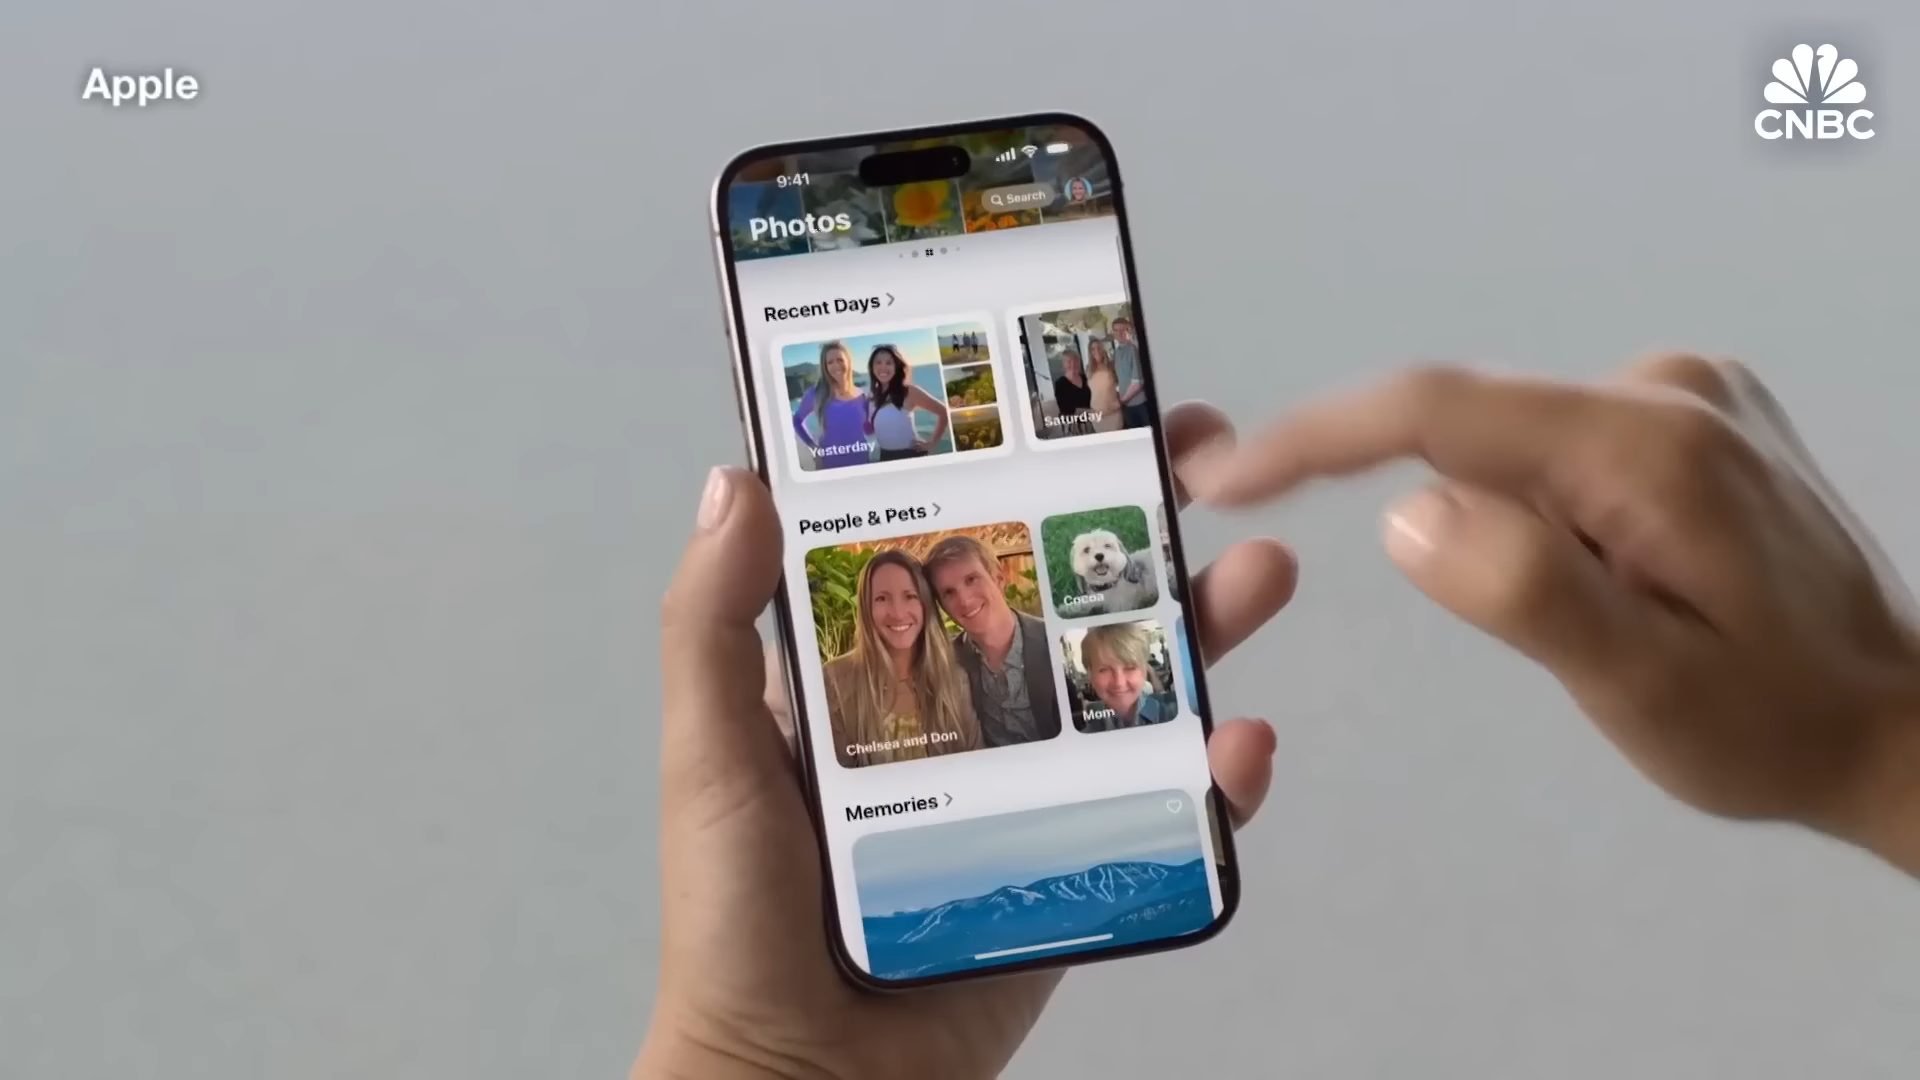 Apple
CNBC
9:41
Search
Photos
Recent Days
Yesterday
Saturday
People & Pets
Cocoa
Chelsea and Don
Mom
Memories